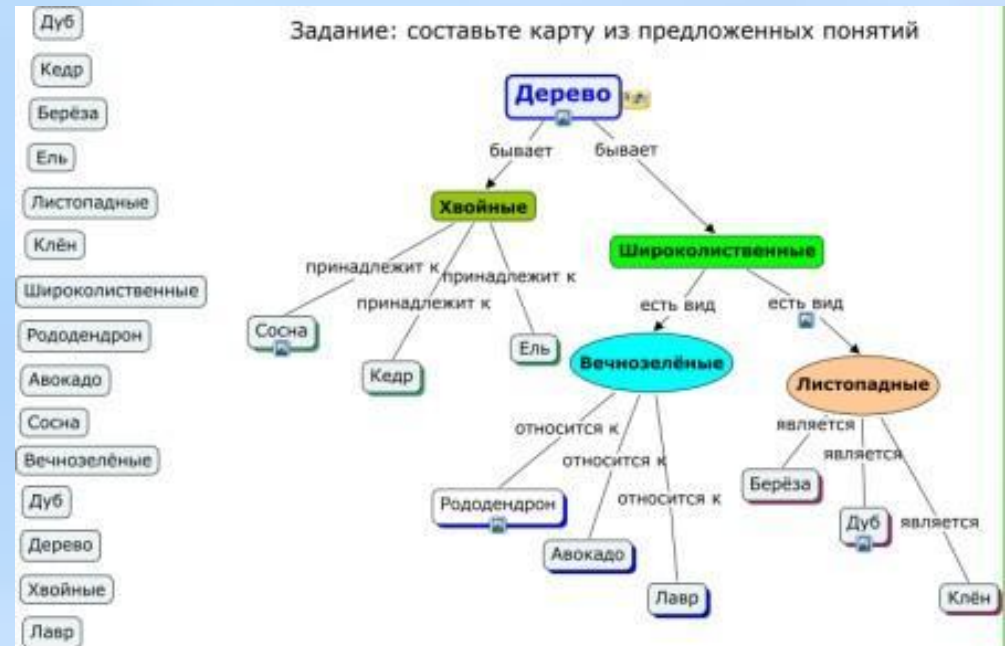 Дуб
Кедр
Берёза
Ель
Листопадные
Клён
Широколиственные
Рододендрон
Авокадо
Сосна
Вечнозелёные
Дуб
Дерево
Хвойные
Лавр
Задание: составьте карту из предложенных понятий
Дерево
бывает бывает
Хвойные
Широколиственные
принадлежит к принадлежит к
принадлежит к
есть вид есть вид
Сосна
Кедр
Ель
Вечнозелёные
Листопадные
относится к
относится к
относится к
является
является
является
Рододендрон
Авокадо
Лавр
Берёза
Дуб
Клён